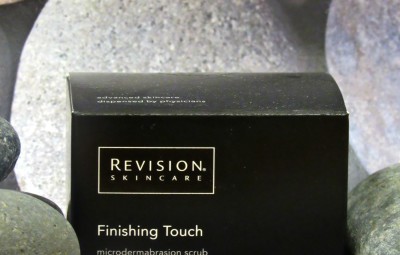 advanced skincare
dispensed by physicians
REVISION®
SKINCARE
Finishing Touch
microdermabrasion scrub